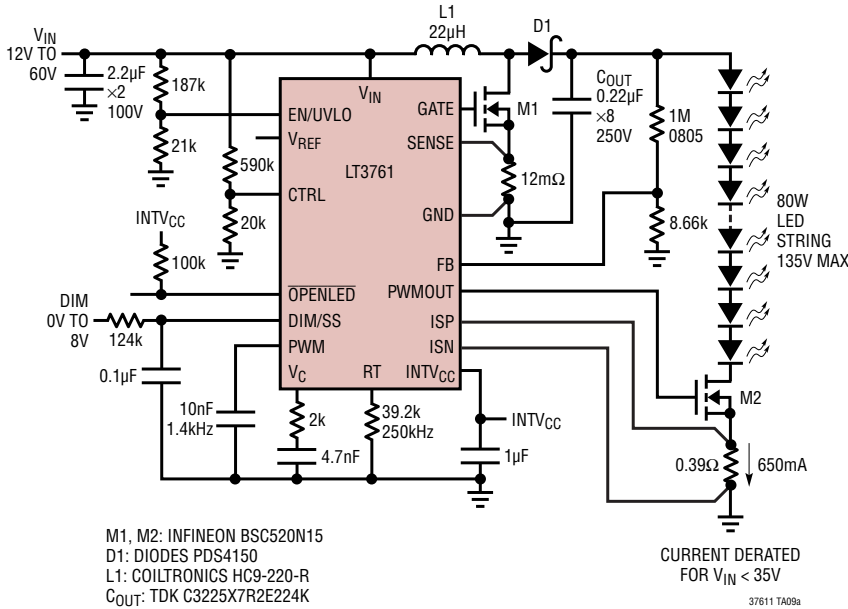 L1
22µH
D1
VIN
12V TO
60V
2.2µF
×2
100V
187k
21k
590k
20k
EN/UVLO
VREF
CTRL
VIN
LT3761
GATE
SENSE
GND
FB
PWMOUT
ISP
ISN
INTVCC
OPENLED
DIM/SS
PWM
VC
RT
M1
12mΩ
COUT
0.22µF
×8
250V
1M
0805
8.66k
80W
LED
STRING
135V MAX
INTVCC
100k
DIM
0V TO
8V
124k
0.1µF
10nF
1.4kHz
2k
4.7nF
39.2k
250kHz
INTVCC
1µF
M2
0.39Ω
650mA
M1, M2: INFINEON BSC520N15
D1: DIODES PDS4150
L1: COILTRONICS HC9-220-R
COUT: TDK C3225X7R2E224K
CURRENT DERATED
FOR VIN < 35V
37611 TA09a